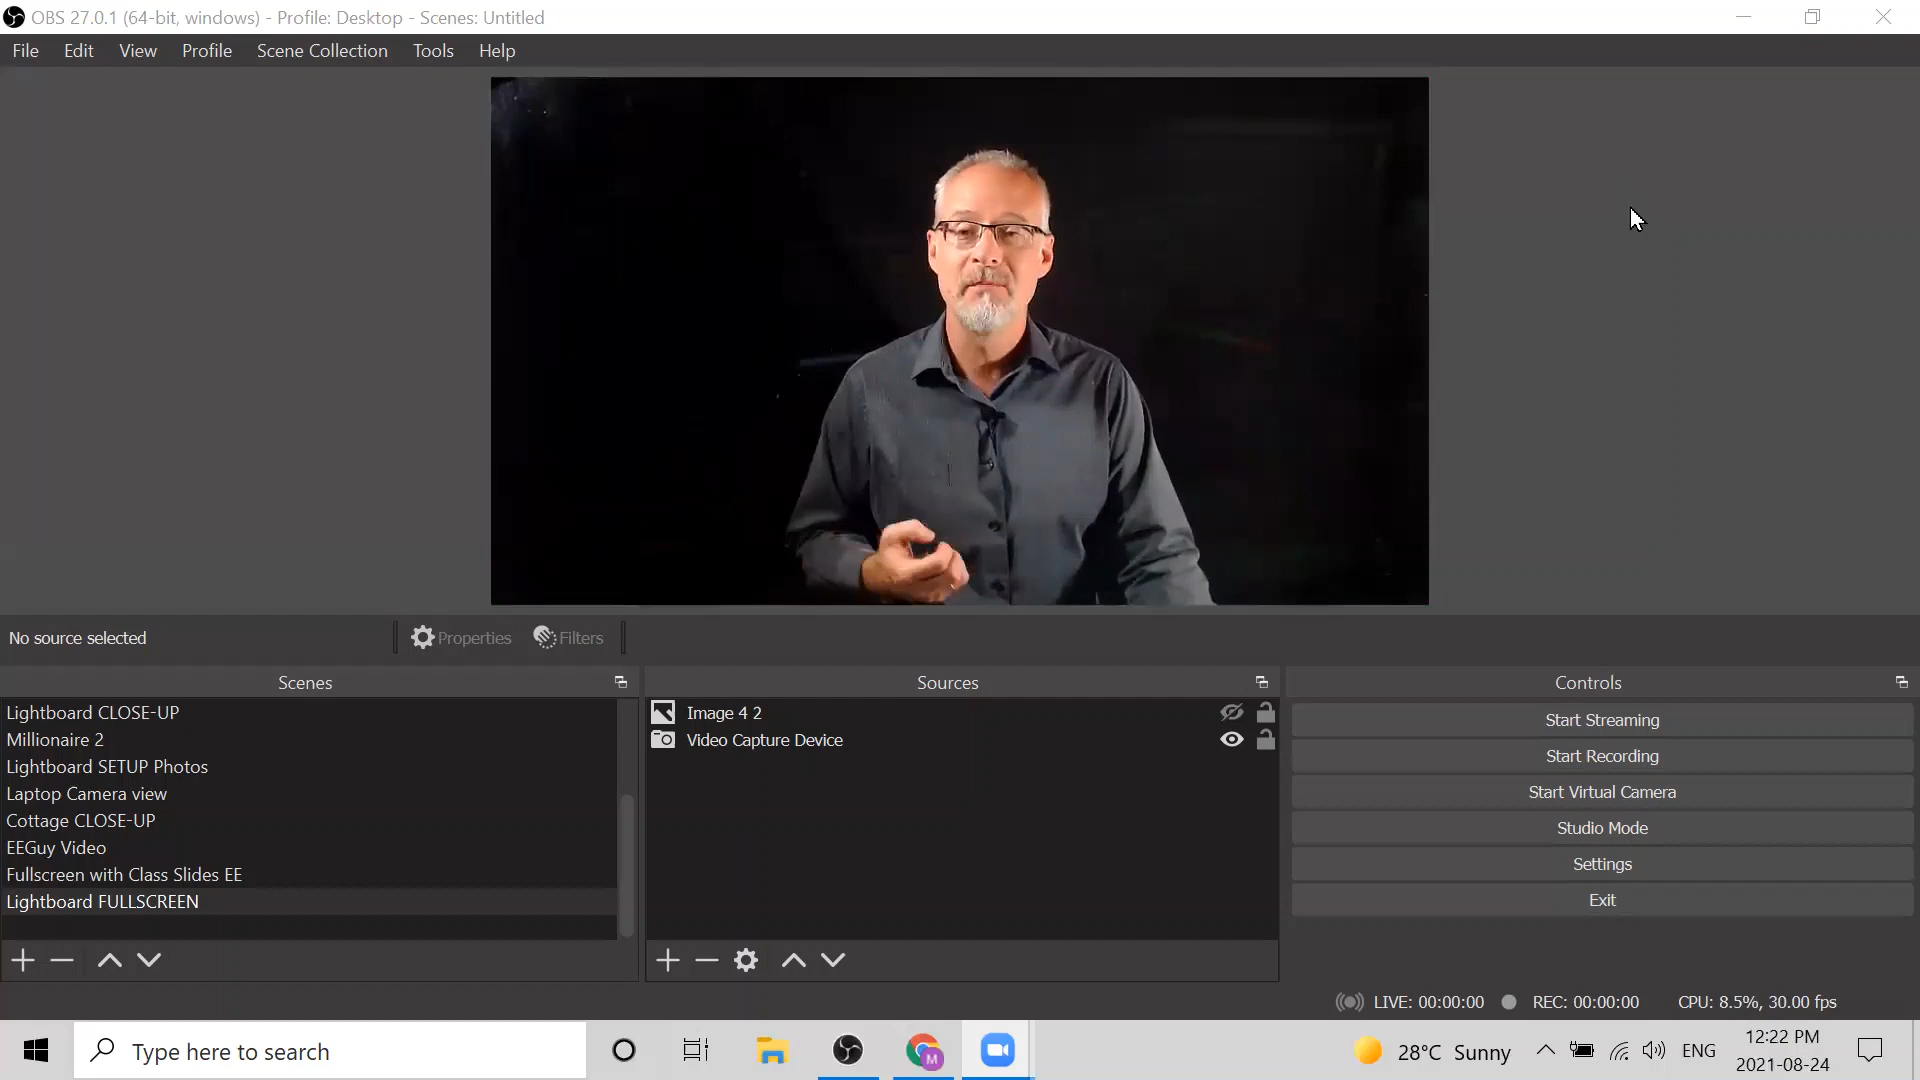 OBS 27.0.1 (64-bit, windows) - Profile: Desktop - Scenes: Untitled
File Edit View Profile Scene Collection Tools Help
No source selected
Properties Filters
Scenes
Lightboard CLOSE-UP
Millionaire 2
Lightboard SETUP Photos
Laptop Camera view
Cottage CLOSE-UP
EEGuy Video
Fullscreen with Class Slides EE
Lightboard FULLSCREEN
Sources
Image 4 2
Video Capture Device
Controls
Start Streaming
Start Recording
Start Virtual Camera
Studio Mode
Settings
Exit
LIVE: 00:00:00 REC: 00:00:00 CPU: 8.5%, 30.00 fps
Type here to search
M
28°C Sunny
ENG
12:22 PM
2021-08-24